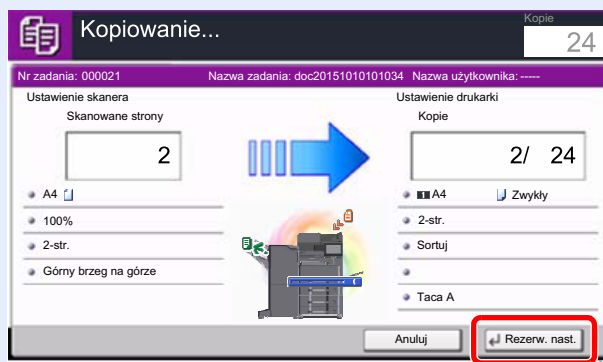 Kopiowanie...
Kopie
24
Nr zadania: 000021 Nazwa zadania: doc20151010101034 Nazwa użytkownika: -----
Ustawienie skanera
Skanowane strony
2
A4
100%
2-str.
Górny brzeg na górze
Ustawienie drukarki
Kopie
2/ 24
1 A4 Zwykły
2-str.
Sortuj
Taca A
Anuluj
Rezerw. nast.